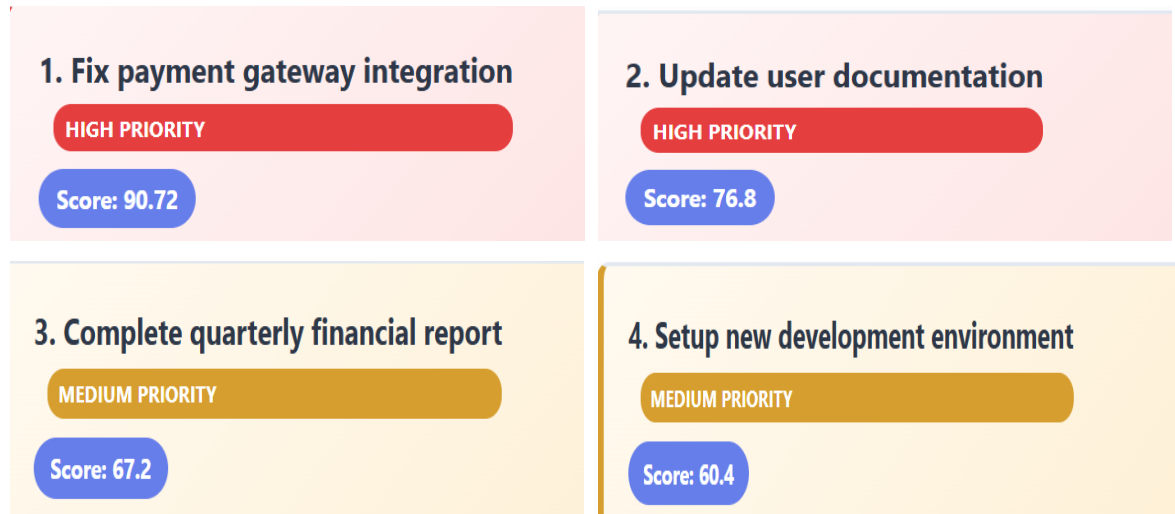 1. Fix payment gateway integration
HIGH PRIORITY
Score: 90.72
2. Update user documentation
HIGH PRIORITY
Score: 76.8
3. Complete quarterly financial report
MEDIUM PRIORITY
Score: 67.2
4. Setup new development environment
MEDIUM PRIORITY
Score: 60.4